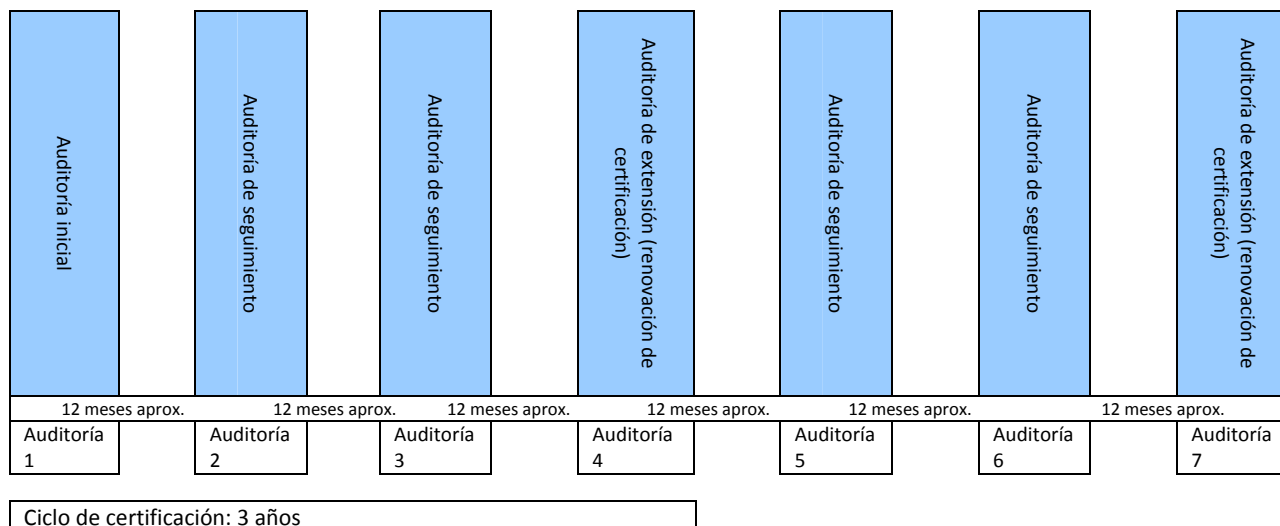 Auditoría inicial
Auditoría de seguimiento
Auditoría de seguimiento
Auditoría de extensión (renovación de
certificación)
Auditoría de seguimiento
Auditoría de seguimiento
Auditoría de extensión (renovación de
certificación)
12 meses aprox.
12 meses aprox.
12 meses aprox.
12 meses aprox.
12 meses aprox.
12 meses aprox.
Auditoría
1
Auditoría
2
Auditoría
3
Auditoría
4
Auditoría
5
Auditoría
6
Auditoría
7
Ciclo de certificación: 3 años